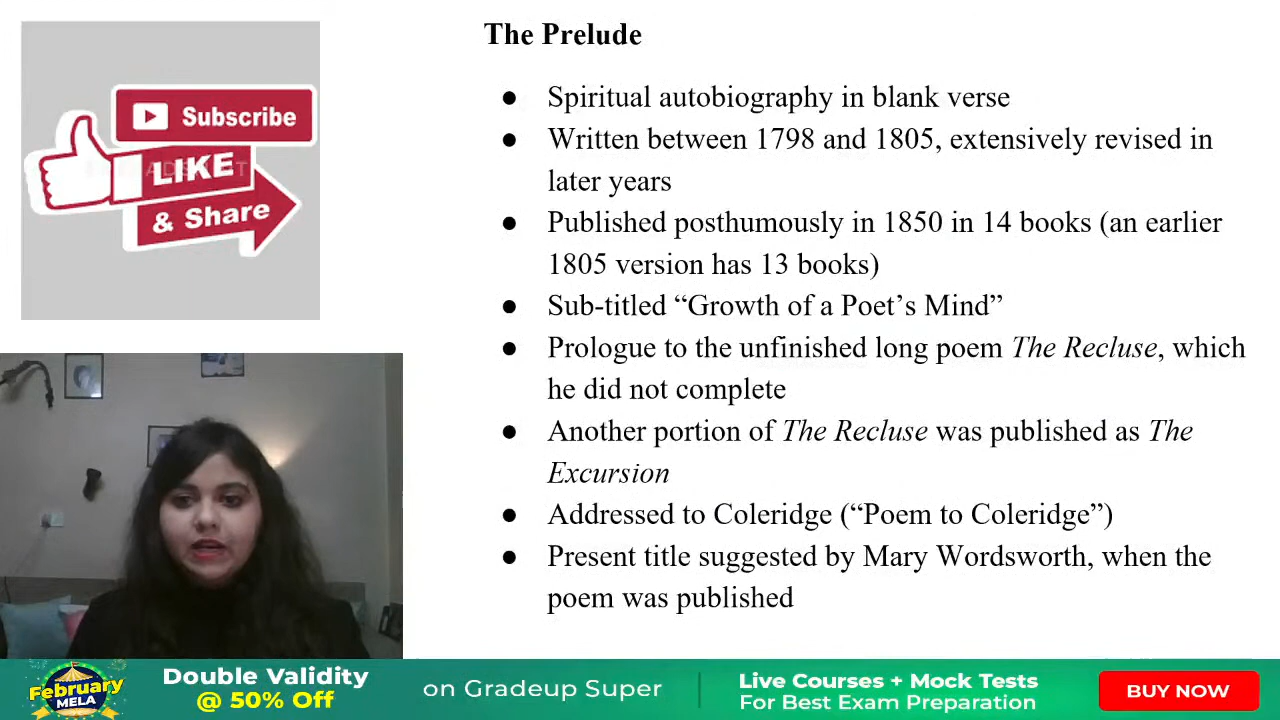 The Prelude
● Spiritual autobiography in blank verse
● Written between 1798 and 1805, extensively revised in
later years
● Published posthumously in 1850 in 14 books (an earlier
1805 version has 13 books)
● Sub-titled “Growth of a Poet’s Mind”
● Prologue to the unfinished long poem The Recluse, which
he did not complete
● Another portion of The Recluse was published as The
Excursion
● Addressed to Coleridge (“Poem to Coleridge”)
● Present title suggested by Mary Wordsworth, when the
poem was published
Subscribe
LIKE
& Share
February
MELA
Double Validity
@ 50% Off
on Gradeup Super
Live Courses + Mock Tests
For Best Exam Preparation
BUY NOW